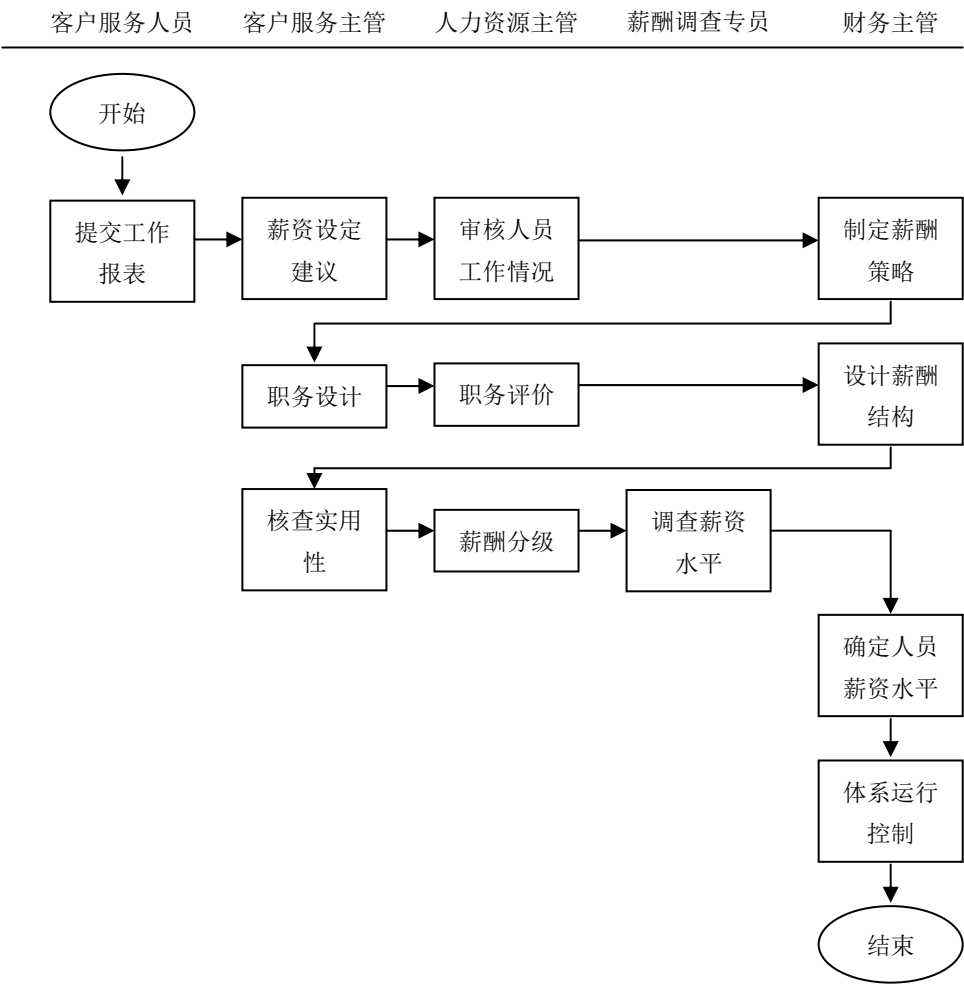 客户服务人员 客户服务主管 人力资源主管 薪酬调查专员 财务主管
开始
提交工作
报表
薪资设定
建议
审核人员
工作情况
制定薪酬
策略
职务设计
职务评价
设计薪酬
结构
核查实用
性
薪酬分级
调查薪资
水平
确定人员
薪资水平
体系运行
控制
结束